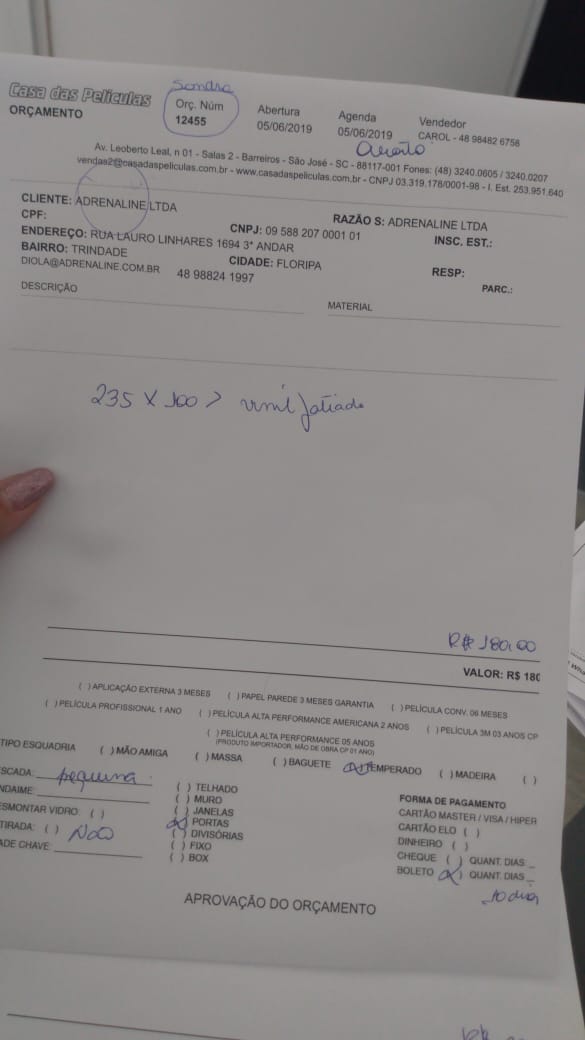 Sandra
Casa das Películas
ORÇAMENTO
Orç. Núm
12455
Abertura
05/06/2019
Agenda
05/06/2019
Vendedor
CAROL - 48 98482 6758
Av. Leoberto Leal, n 01 - Salas 2 - Barreiros - São José - SC - 88117-001 Fones: (48) 3240.0605 / 3240.0207
vendas2@casadaspeliculas.com.br - www.casadaspeliculas.com.br - CNPJ 03.319.178/0001-98 - I. Est. 253.951.640
CLIENTE: ADRENALINE LTDA
RAZÃO S: ADRENALINE LTDA
CPF:
CNPJ: 09 588 207 0001 01
INSC. EST.:
ENDEREÇO: RUA LAURO LINHARES 1694 3° ANDAR
BAIRRO: TRINDADE
CIDADE: FLORIPA
RESP:
DIOLA@ADRENALINE.COM.BR 48 98824 1997
PARC.:
DESCRIÇÃO
MATERIAL
235 X 100 > vinil jatiado
R$ 180,00
VALOR: R$ 180
( ) APLICAÇÃO EXTERNA 3 MESES ( ) PAPEL PAREDE 3 MESES GARANTIA ( ) PELÍCULA CONV. 06 MESES
( ) PELÍCULA PROFISSIONAL 1 ANO ( ) PELÍCULA ALTA PERFORMANCE AMERICANA 2 ANOS ( ) PELÍCULA 3M 03 ANOS CP
( ) PELÍCULA ALTA PERFORMANCE 05 ANOS
(PRODUTO IMPORTADOR, MÃO DE OBRA CP 01 ANO)
TIPO ESQUADRIA ( ) MÃO AMIGA ( ) MASSA ( ) BAGUETE (X) TEMPERADO ( ) MADEIRA ( )
SCADA: pequena
NDAIME:
ESMONTAR VIDRO: ( )
TIRADA: ( ) Não
ADE CHAVE:
( ) TELHADO
( ) MURO
( ) JANELAS
(X) PORTAS
( ) DIVISÓRIAS
( ) FIXO
( ) BOX
FORMA DE PAGAMENTO
CARTÃO MASTER / VISA / HIPER
CARTÃO ELO ( )
DINHEIRO ( )
CHEQUE ( ) QUANT. DIAS:
BOLETO (X) QUANT. DIAS
10 dias
APROVAÇÃO DO ORÇAMENTO